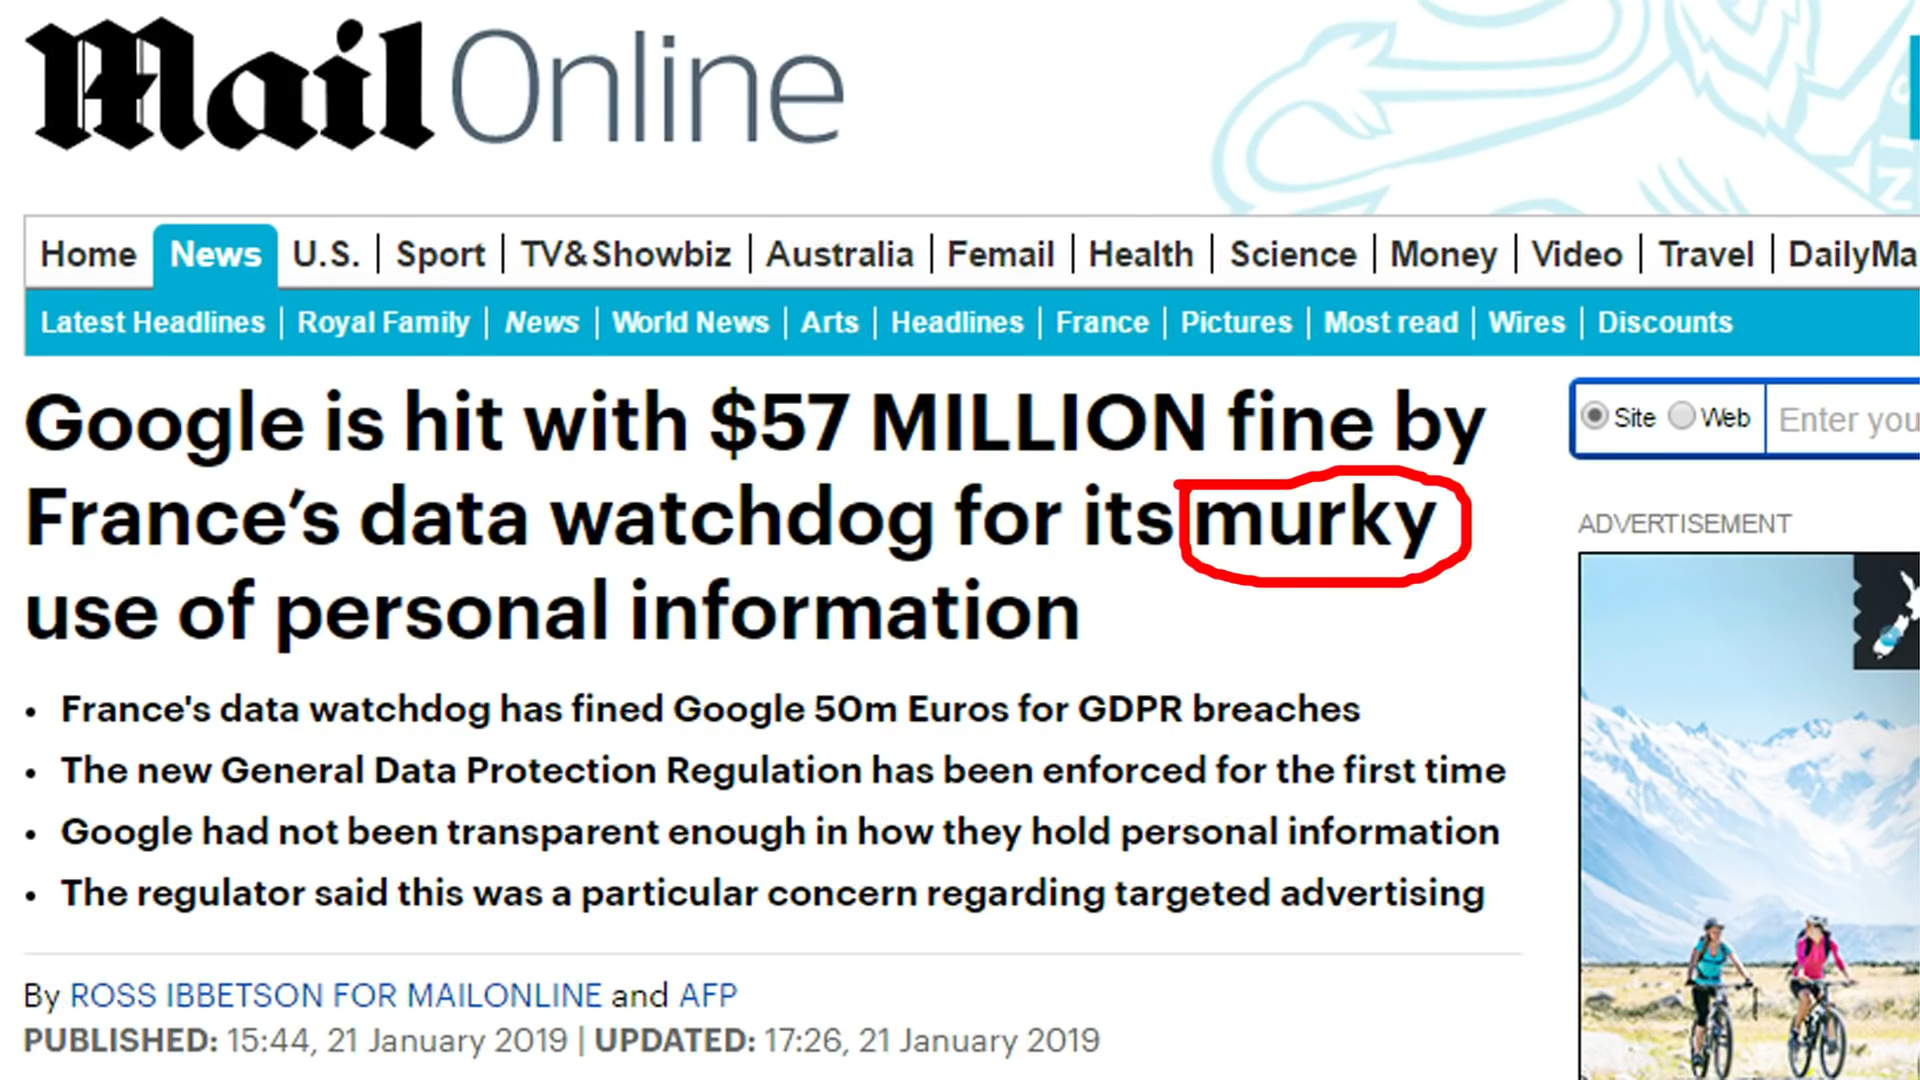 Mail Online
Home News U.S. Sport TV&Showbiz Australia Femail Health Science Money Video Travel DailyMa
Latest Headlines Royal Family News World News Arts Headlines France Pictures Most read Wires Discounts
Google is hit with $57 MILLION fine by
France’s data watchdog for its murky
use of personal information
• France's data watchdog has fined Google 50m Euros for GDPR breaches
• The new General Data Protection Regulation has been enforced for the first time
• Google had not been transparent enough in how they hold personal information
• The regulator said this was a particular concern regarding targeted advertising
By ROSS IBBETSON FOR MAILONLINE and AFP
PUBLISHED: 15:44, 21 January 2019 | UPDATED: 17:26, 21 January 2019
Site Web Enter you
ADVERTISEMENT